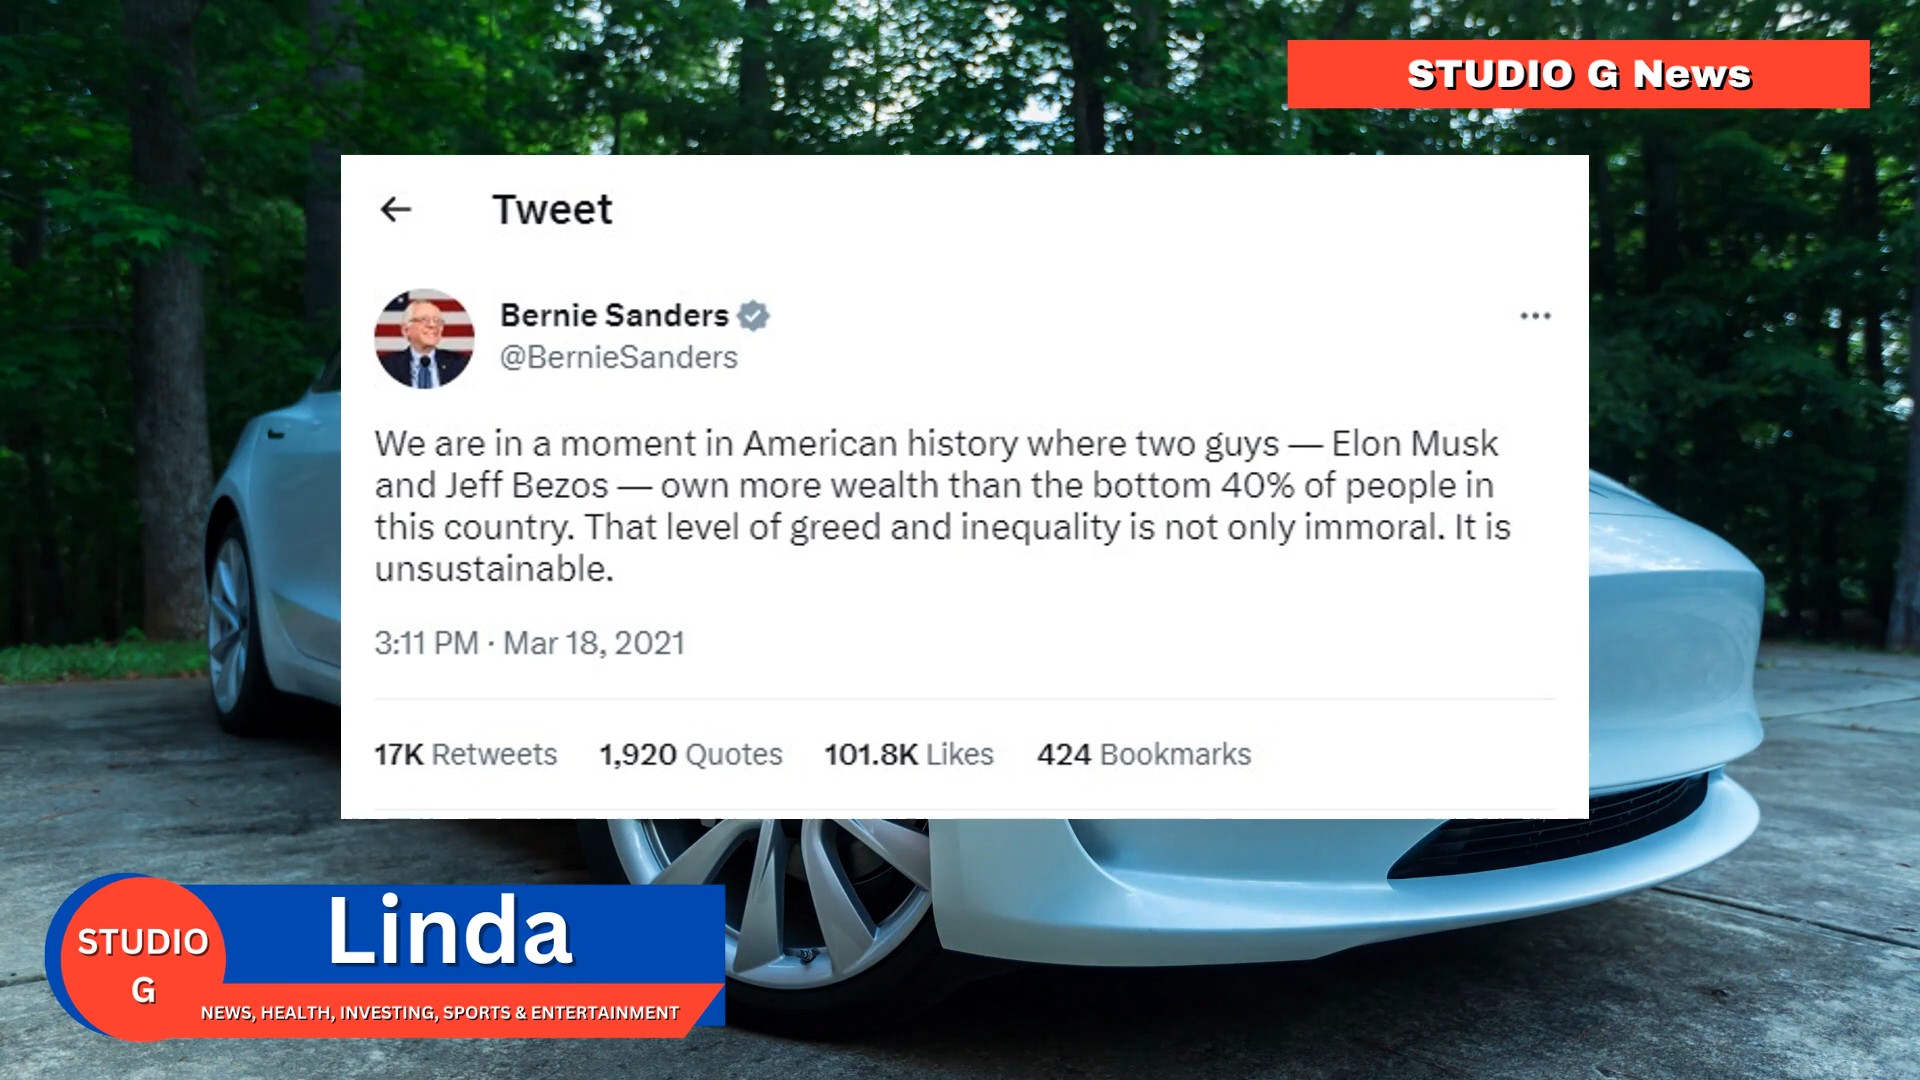 STUDIO G News
Tweet
Bernie Sanders
@BernieSanders
We are in a moment in American history where two guys — Elon Musk
and Jeff Bezos — own more wealth than the bottom 40% of people in
this country. That level of greed and inequality is not only immoral. It is
unsustainable.
3:11 PM · Mar 18, 2021
17K Retweets 1,920 Quotes 101.8K Likes 424 Bookmarks
STUDIO
G
Linda
NEWS, HEALTH, INVESTING, SPORTS & ENTERTAINMENT